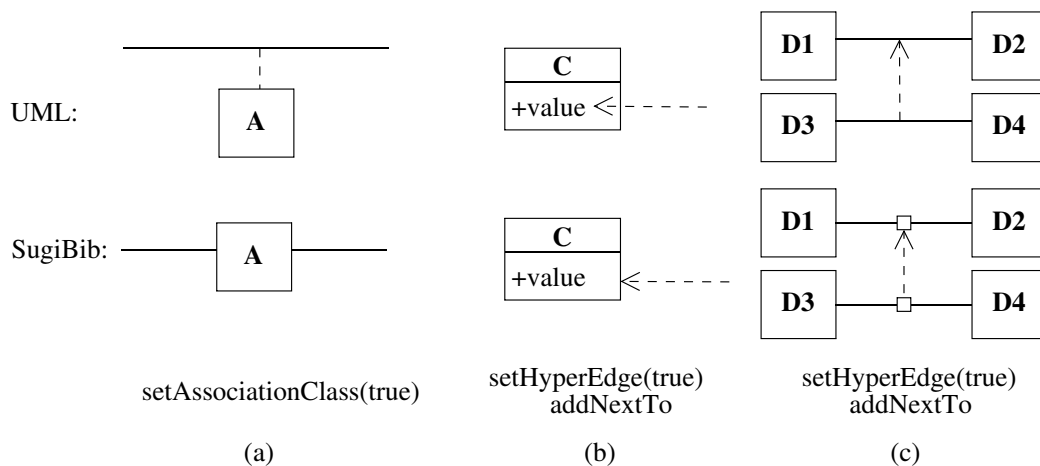 D1 D2
C
UML: A +value
D3 D4
D1 D2
SugiBib: A C
+value
D3 D4
setAssociationClass(true) setHyperEdge(true) setHyperEdge(true)
addNextTo addNextTo
(a) (b) (c)